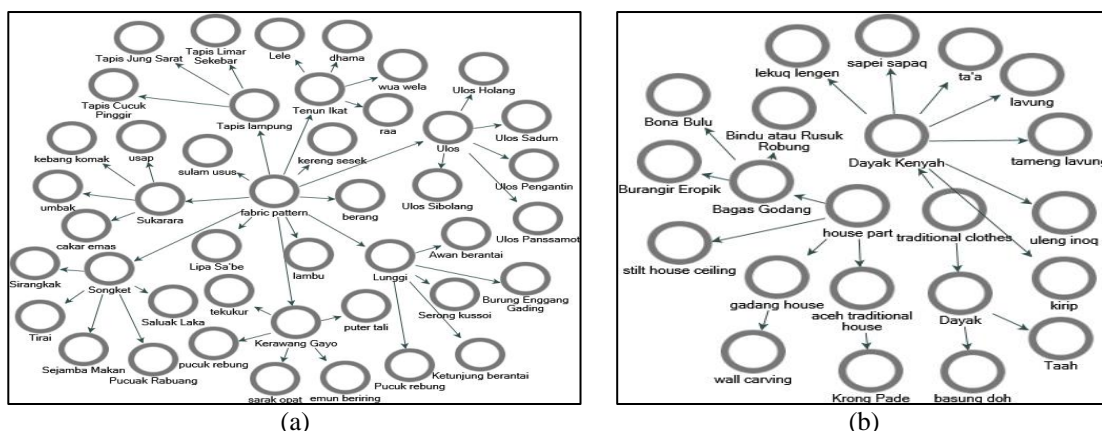 Tapis Jung Sarat
Tapis Limar
Sekebar
Lele
dhama
wua wela
Ulos Holang
Tapis Cucuk
Pinggir
Tapis lampung
Tenun Ikat
raa
Ulos
Ulos Sadum
kebang komak
usap
sulam usus
kereng sesek
Ulos Pengantin
umbak
Sukarara
fabric pattern
berang
Ulos Sibolang
Ulos Panssamot
cakar emas
Lipa Sa'be
lambu
Lunggi
Awan berantai
Sirangkak
Songket
Saluak Laka
tekukur
puter tali
Serong kussoi
Burung Enggang
Gading
Tirai
Kerawang Gayo
Sejamba Makan
Pucuak Rabuang
pucuk rebung
sarak opat
emun beriring
Pucuk rebung
Ketunjung berantai
(a)
lekuq lengen
sapei sapaq
ta'a
lavung
Bona Bulu
Bindu atau Rusuk
Robung
Dayak Kenyah
tameng lavung
Burangir Eropik
Bagas Godang
house part
traditional clothes
uleng inoq
stilt house ceiling
gadang house
aceh traditional
house
Dayak
kirip
wall carving
Krong Pade
basung doh
Taah
(b)